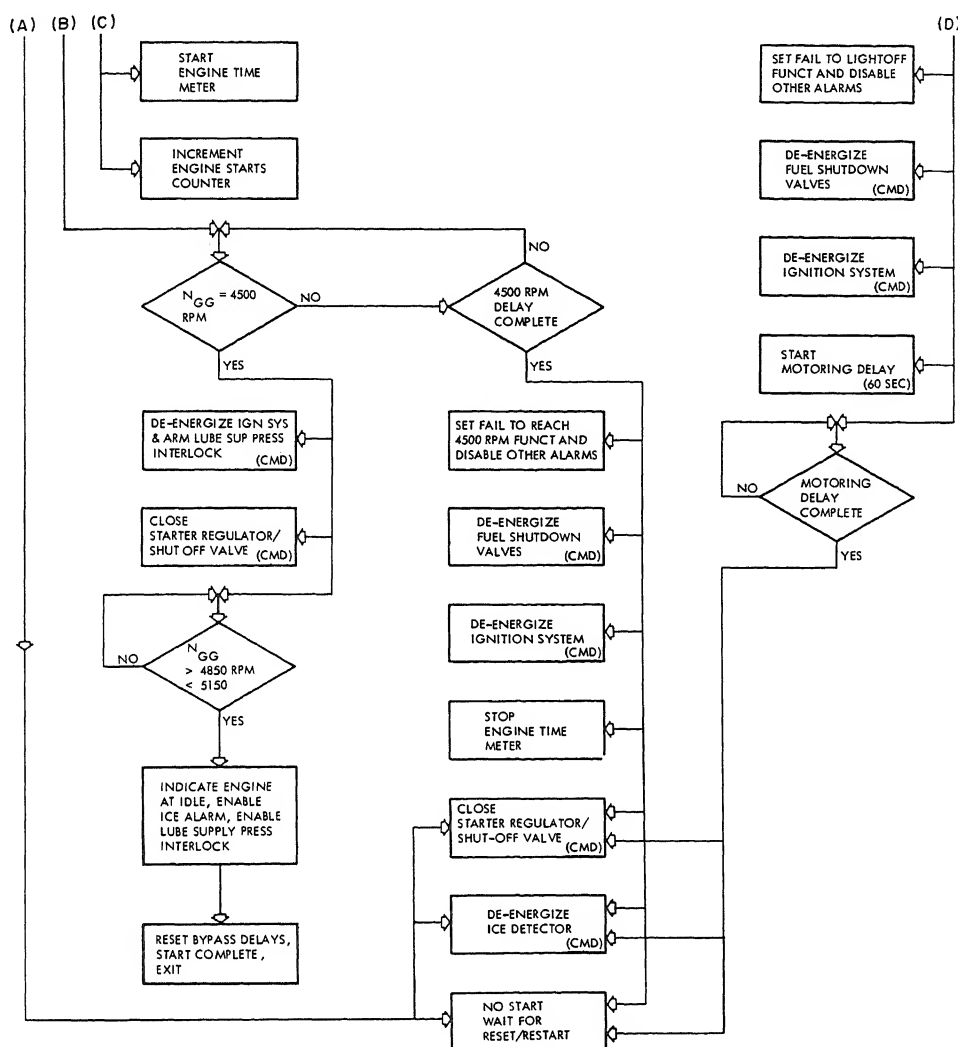 (A) (B) (C) (D)
START
ENGINE TIME
METER
INCREMENT
ENGINE STARTS
COUNTER
NGG = 4500
RPM
NO
YES
4500 RPM
DELAY
COMPLETE
NO
YES
DE-ENERGIZE IGN SYS
& ARM LUBE SUP PRESS
INTERLOCK (CMD)
CLOSE
STARTER REGULATOR/
SHUT OFF VALVE (CMD)
NGG
> 4850 RPM
< 5150
NO
YES
INDICATE ENGINE
AT IDLE, ENABLE
ICE ALARM, ENABLE
LUBE SUPPLY PRESS
INTERLOCK
RESET BYPASS DELAYS,
START COMPLETE,
EXIT
SET FAIL TO REACH
4500 RPM FUNCT AND
DISABLE OTHER ALARMS
DE-ENERGIZE
FUEL SHUTDOWN
VALVES (CMD)
DE-ENERGIZE
IGNITION SYSTEM
(CMD)
STOP
ENGINE TIME
METER
CLOSE
STARTER REGULATOR/
SHUT-OFF VALVE
(CMD)
DE-ENERGIZE
ICE DETECTOR
(CMD)
NO START
WAIT FOR
RESET/RESTART
SET FAIL TO LIGHTOFF
FUNCT AND DISABLE
OTHER ALARMS
DE-ENERGIZE
FUEL SHUTDOWN
VALVES
(CMD)
DE-ENERGIZE
IGNITION SYSTEM
(CMD)
START
MOTORING DELAY
(60 SEC)
MOTORING
DELAY
COMPLETE
NO
YES